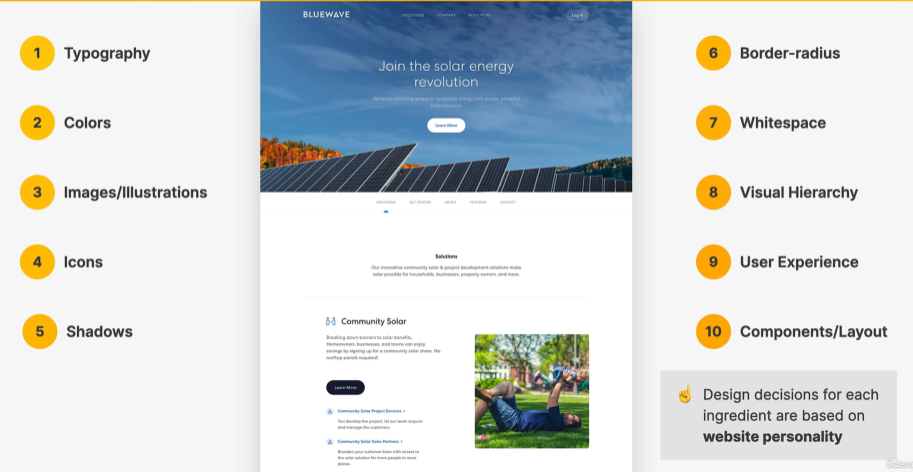 1 Typography
2 Colors
3 Images/Illustrations
4 Icons
5 Shadows
BLUEWAVE
SOLUTIONS COMPANY RESOURCES
Log in
Join the solar energy
revolution
We're transforming access to renewable energy with simple, powerful
solar solutions.
Learn More
SOLUTIONS GET STARTED ABOUT FEATURED CONTACT
Solutions
Our innovative community solar & project development solutions make
solar possible for households, businesses, property owners, and more.
Community Solar
Breaking down barriers to solar benefits.
Homeowners, businesses, and towns can enjoy
savings by signing up for a community solar share. No
rooftop panels required!
Learn More
Community Solar Project Services >
You develop the project, let our team acquire
and manage the customers.
Community Solar Sales Partners >
Broaden your customer base with access to
the solar solution for more people in more
places.
6 Border-radius
7 Whitespace
8 Visual Hierarchy
9 User Experience
10 Components/Layout
☝ Design decisions for each
ingredient are based on
website personality
ûdemy